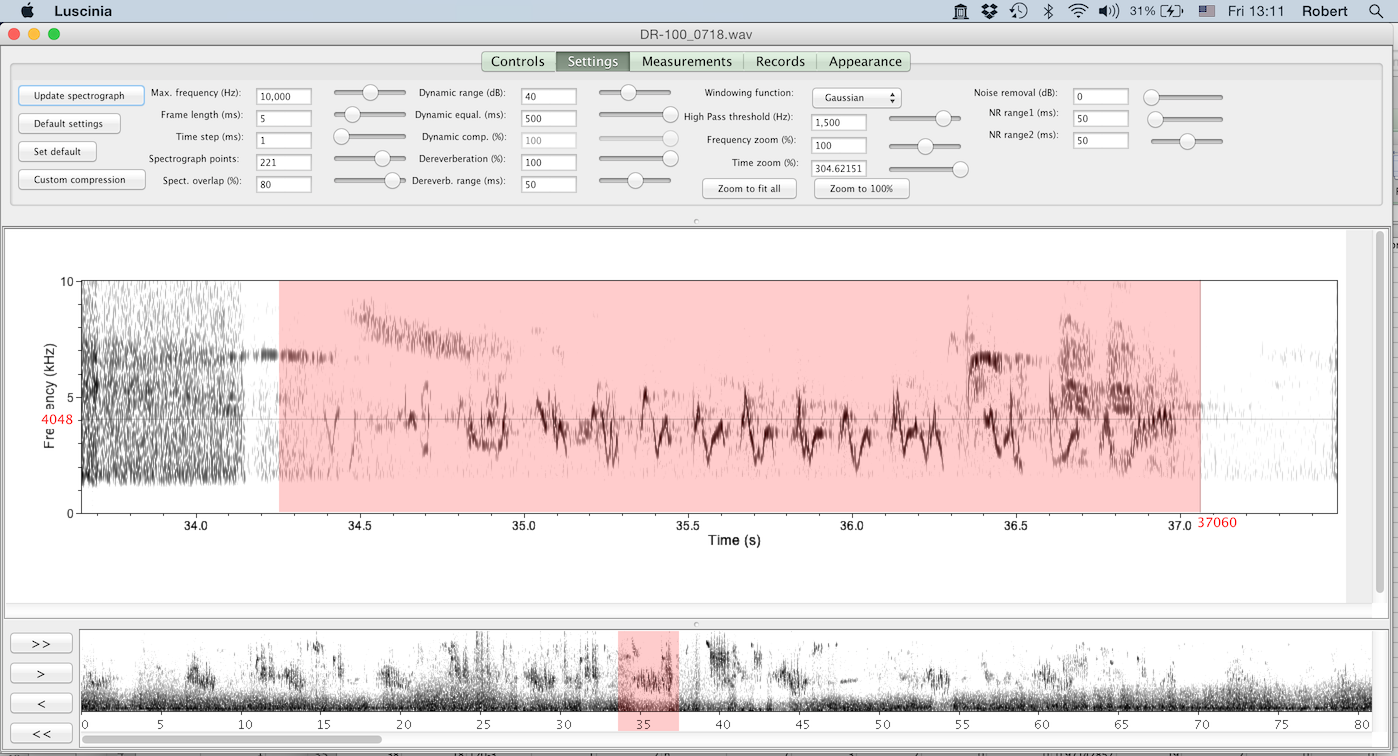 Luscinia 31% Fri 13:11 Robert
DR-100_0718.wav
Controls Settings Measurements Records Appearance
Update spectrograph Max. frequency (Hz): 10,000 Dynamic range (dB): 40 Windowing function: Gaussian Noise removal (dB): 0
Default settings Frame length (ms): 5 Dynamic equal. (ms): 500 High Pass threshold (Hz): 1,500 NR range1 (ms): 50
Set default Time step (ms): 1 Dynamic comp. (%): 100 Frequency zoom (%): 100 NR range2 (ms): 50
Spectrograph points: 221 Dereverberation (%): 100 Time zoom (%): 304.62151
Custom compression Spect. overlap (%): 80 Dereverb. range (ms): 50 Zoom to fit all Zoom to 100%
10
5
4048
0
Frequency (kHz)
34.0 34.5 35.0 35.5 36.0 36.5 37.0 37060
Time (s)
>>
>
<
<<
0 5 10 15 20 25 30 35 40 45 50 55 60 65 70 75 80